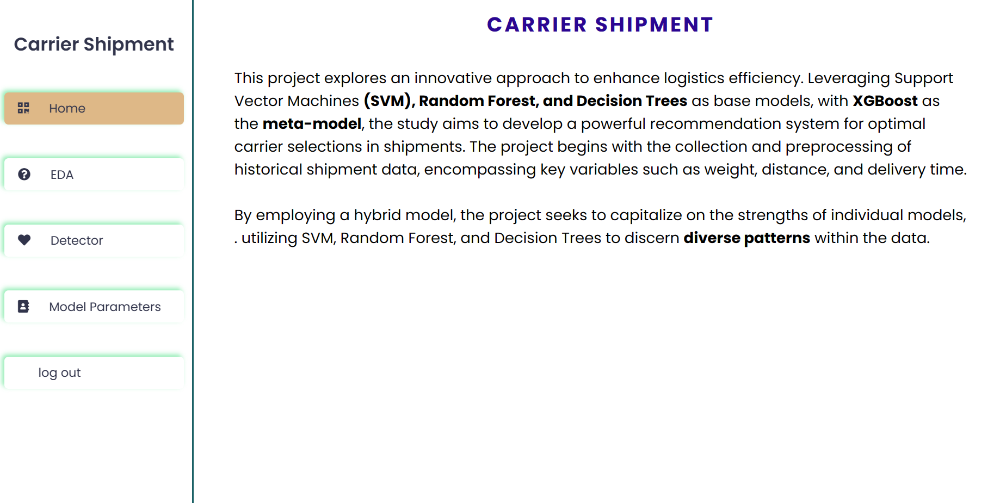 Carrier Shipment
Home
EDA
Detector
Model Parameters
log out
CARRIER SHIPMENT
This project explores an innovative approach to enhance logistics efficiency. Leveraging Support
Vector Machines (SVM), Random Forest, and Decision Trees as base models, with XGBoost as
the meta-model, the study aims to develop a powerful recommendation system for optimal
carrier selections in shipments. The project begins with the collection and preprocessing of
historical shipment data, encompassing key variables such as weight, distance, and delivery time.
By employing a hybrid model, the project seeks to capitalize on the strengths of individual models,
. utilizing SVM, Random Forest, and Decision Trees to discern diverse patterns within the data.